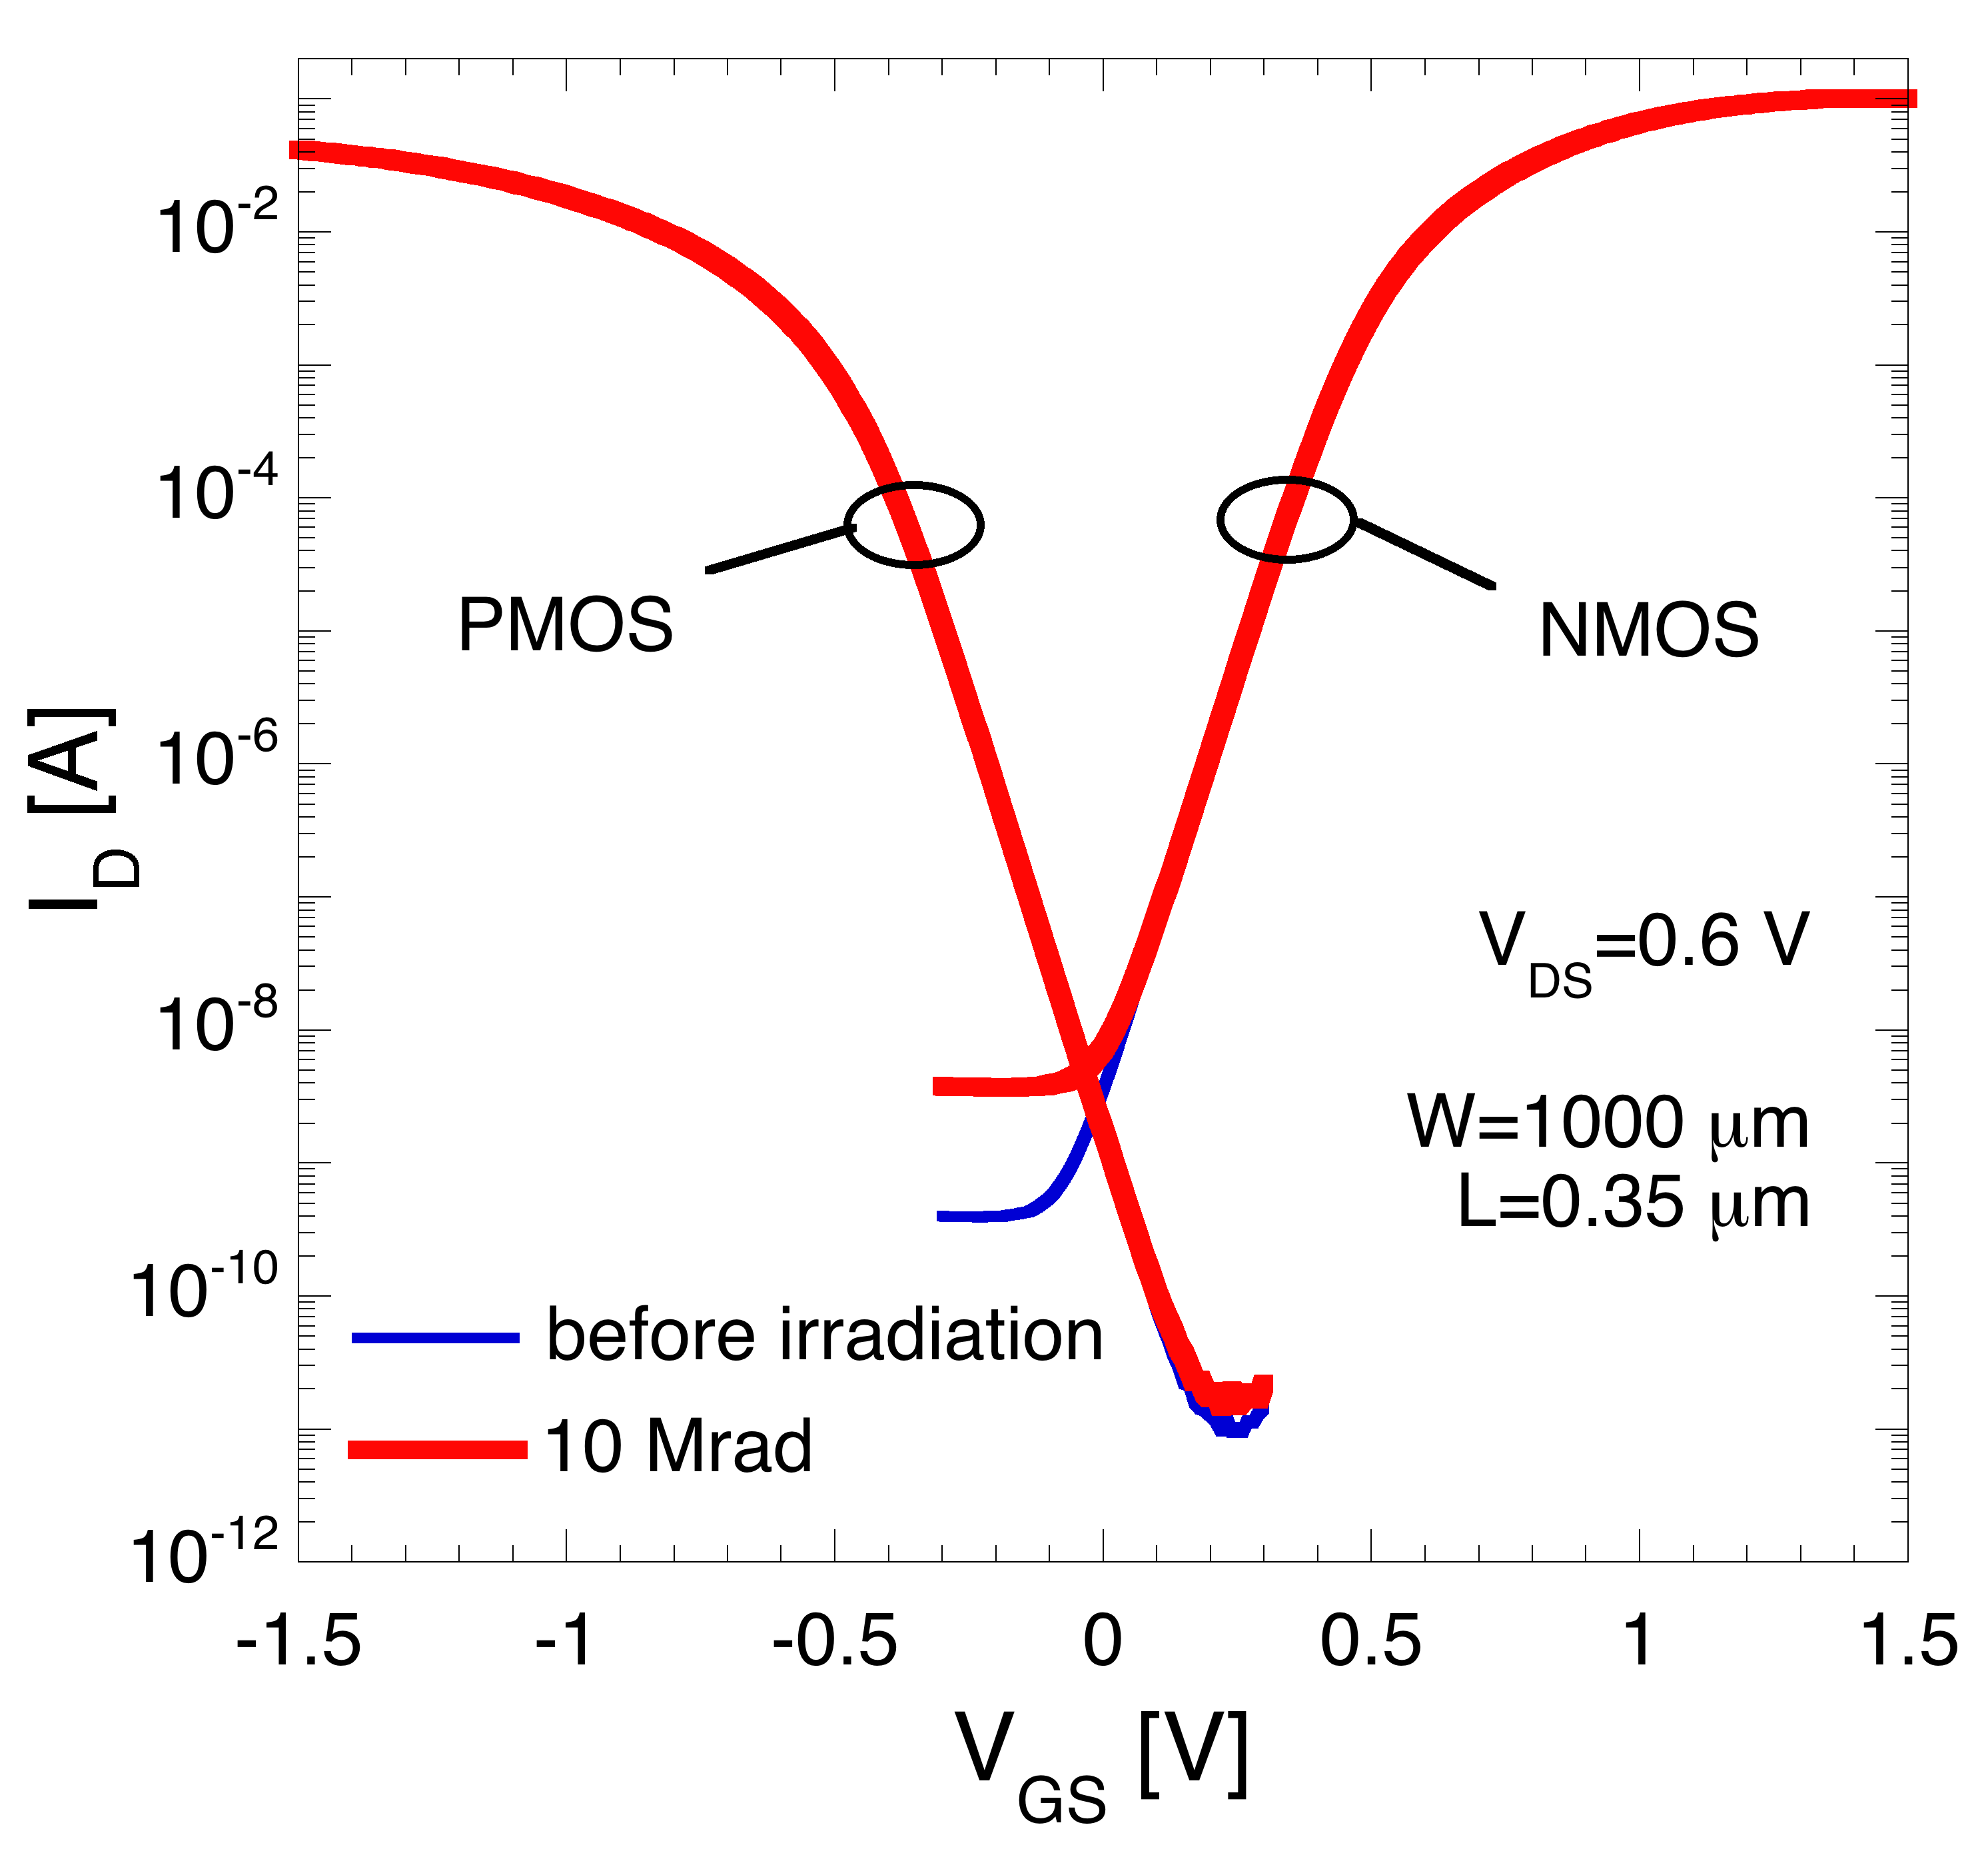 10-2
10-4
10-6
10-8
10-10
10-12
ID [A]
PMOS
NMOS
VDS=0.6 V
W=1000 μm
L=0.35 μm
before irradiation
10 Mrad
-1.5 -1 -0.5 0 0.5 1 1.5
VGS [V]